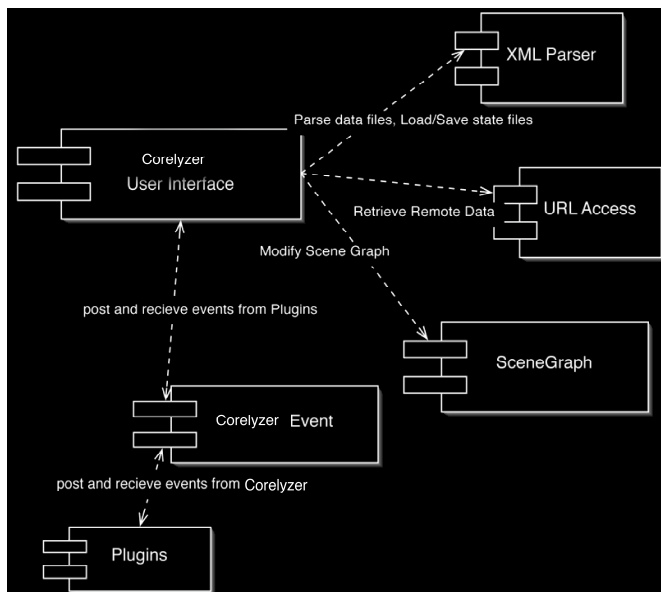 XML Parser
Parse data files, Load/Save state files
Corelyzer
User Interface
URL Access
Retrieve Remote Data
Modify Scene Graph
post and recieve events from Plugins
SceneGraph
Corelyzer Event
post and recieve events from Corelyzer
Plugins